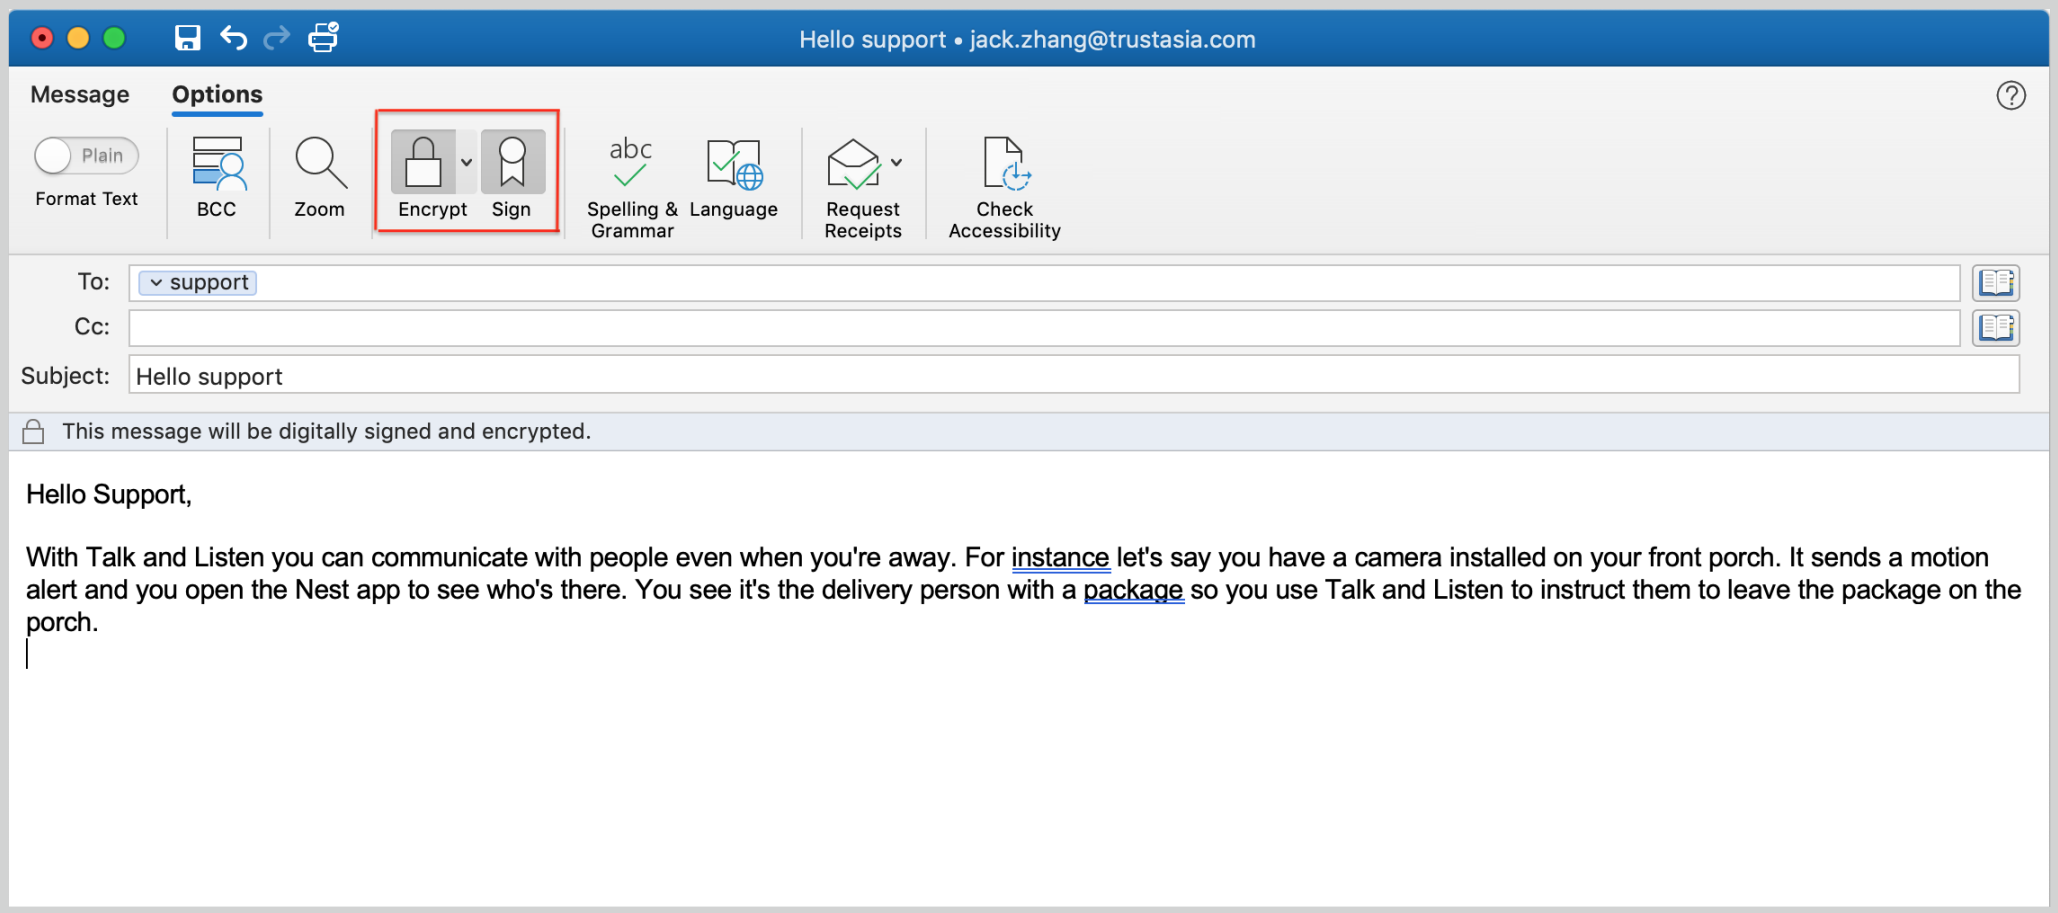 Hello support • jack.zhang@trustasia.com
Message Options
Plain
Format Text
BCC
Zoom
Encrypt
Sign
abc
Spelling &
Grammar
Language
Request
Receipts
Check
Accessibility
?
To: support
Cc:
Subject: Hello support
This message will be digitally signed and encrypted.
Hello Support,
With Talk and Listen you can communicate with people even when you're away. For instance let's say you have a camera installed on your front porch. It sends a motion
alert and you open the Nest app to see who's there. You see it's the delivery person with a package so you use Talk and Listen to instruct them to leave the package on the
porch.